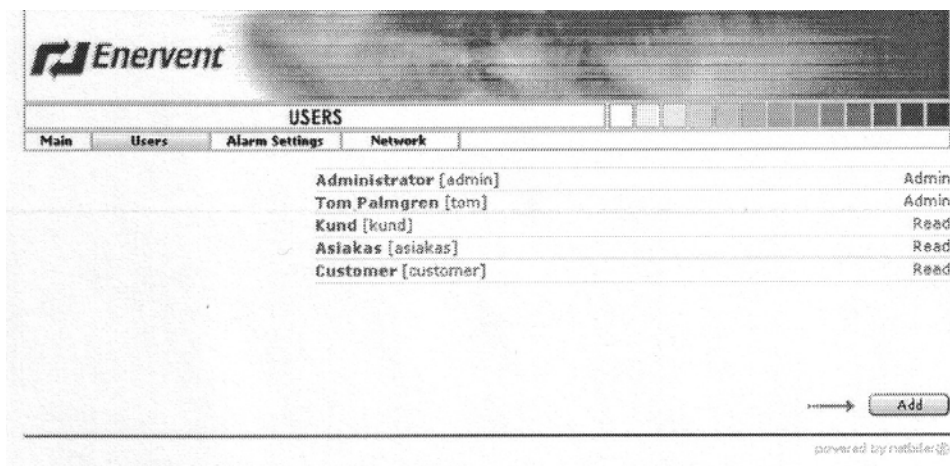 Enervent
USERS
Main Users Alarm Settings Network
Administrator [admin] Admin
Tom Palmgren [tom] Admin
Kund [kund] Read
Asiakas [asiakas] Read
Customer [customer] Read
Add
powered by